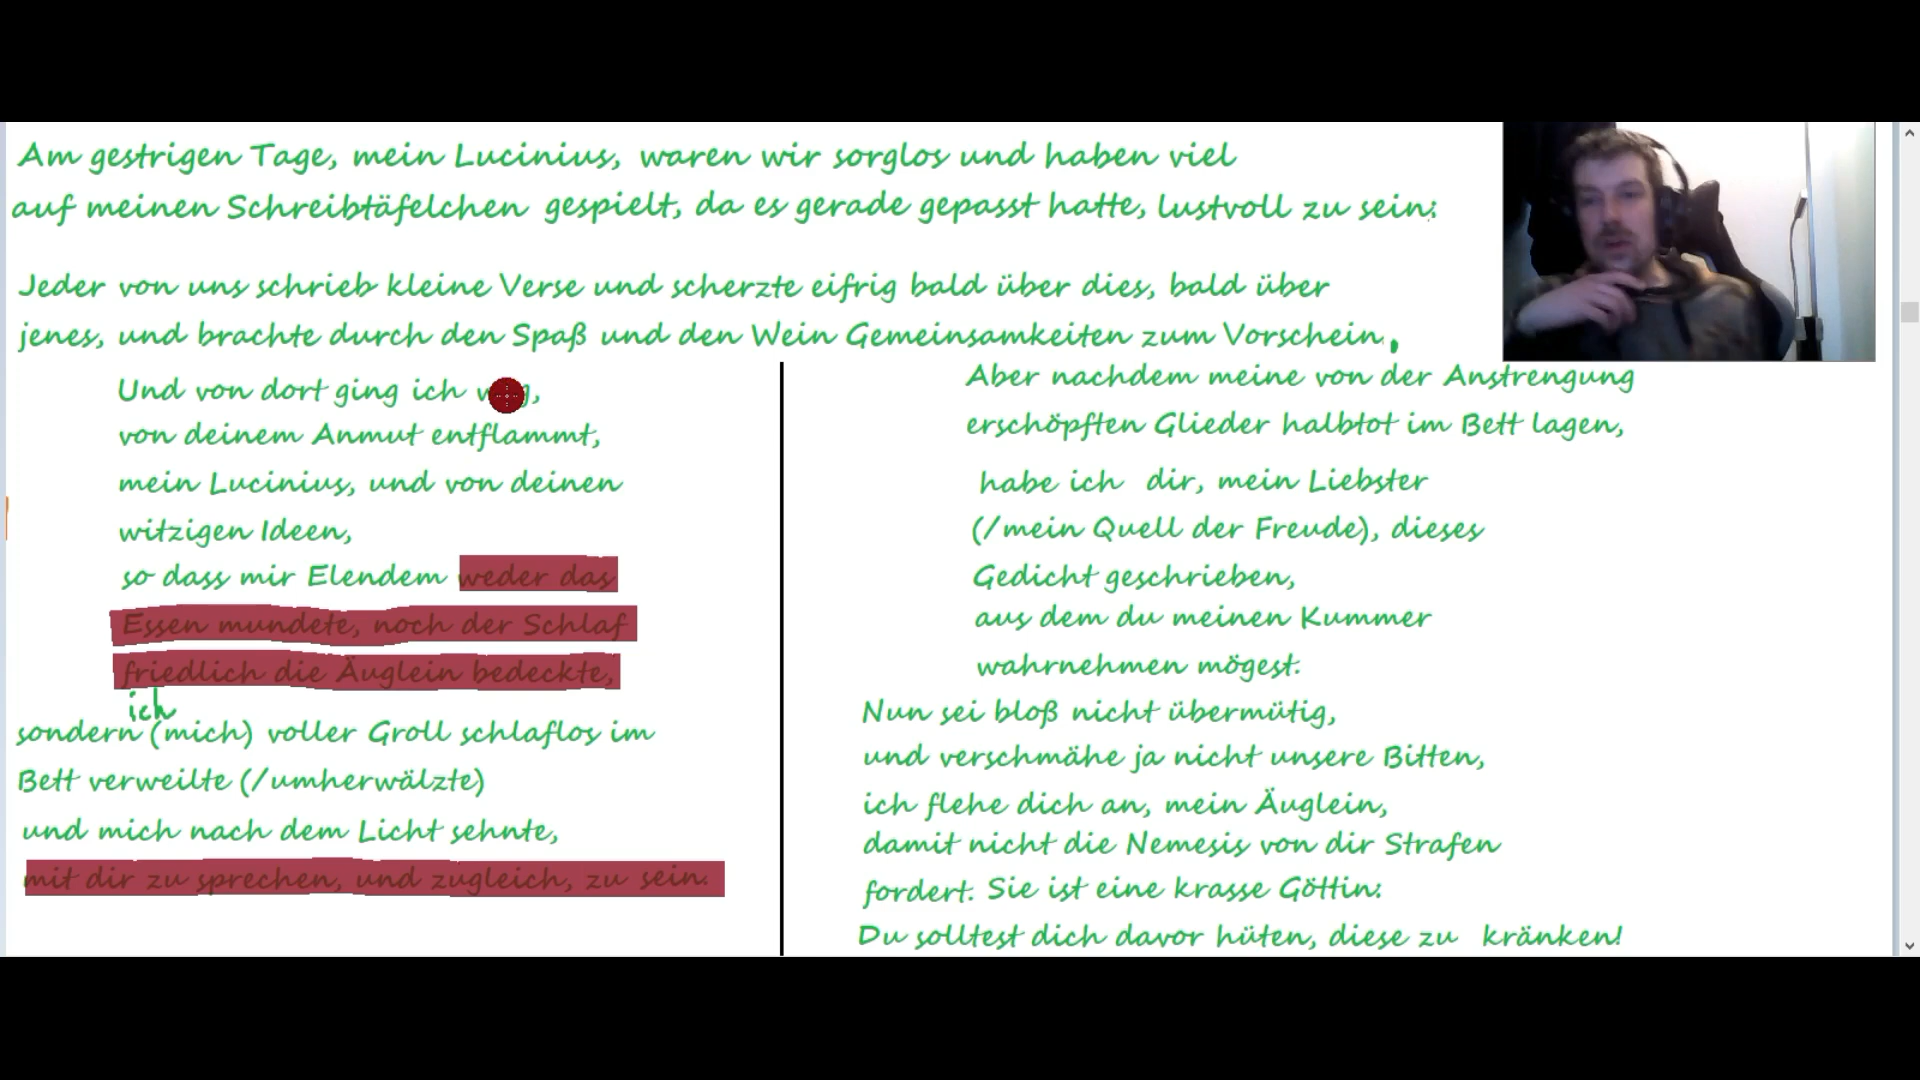 Am gestrigen Tage, mein Lucinius, waren wir sorglos und haben viel
auf meinen Schreibtäfelchen gespielt, da es gerade gepasst hatte, lustvoll zu sein:
Jeder von uns schrieb kleine Verse und scherzte eifrig bald über dies, bald über
jenes, und brachte durch den Spaß und den Wein Gemeinsamkeiten zum Vorschein.
Und von dort ging ich
von deinem Anmut entflammt,
mein Lucinius, und von deinen
witzigen Ideen,
so dass mir Elendem weder das
Essen mundete, noch der Schlaf
friedlich die Äuglein bedeckte,
ich
sondern (mich) voller Groll schlaflos im
Bett verweilte (/umherwälzte)
und mich nach dem Licht sehnte,
mit dir zu sprechen, und zugleich, zu sein.
Aber nachdem meine von der Anstrengung
erschöpften Glieder halbtot im Bett lagen,
habe ich dir, mein Liebster
(/mein Quell der Freude), dieses
Gedicht geschrieben,
aus dem du meinen Kummer
wahrnehmen mögest.
Nun sei bloß nicht übermütig,
und verschmähe ja nicht unsere Bitten,
ich flehe dich an, mein Äuglein,
damit nicht die Nemesis von dir Strafen
fordert. Sie ist eine krasse Göttin:
Du solltest dich davor hüten, diese zu kränken!